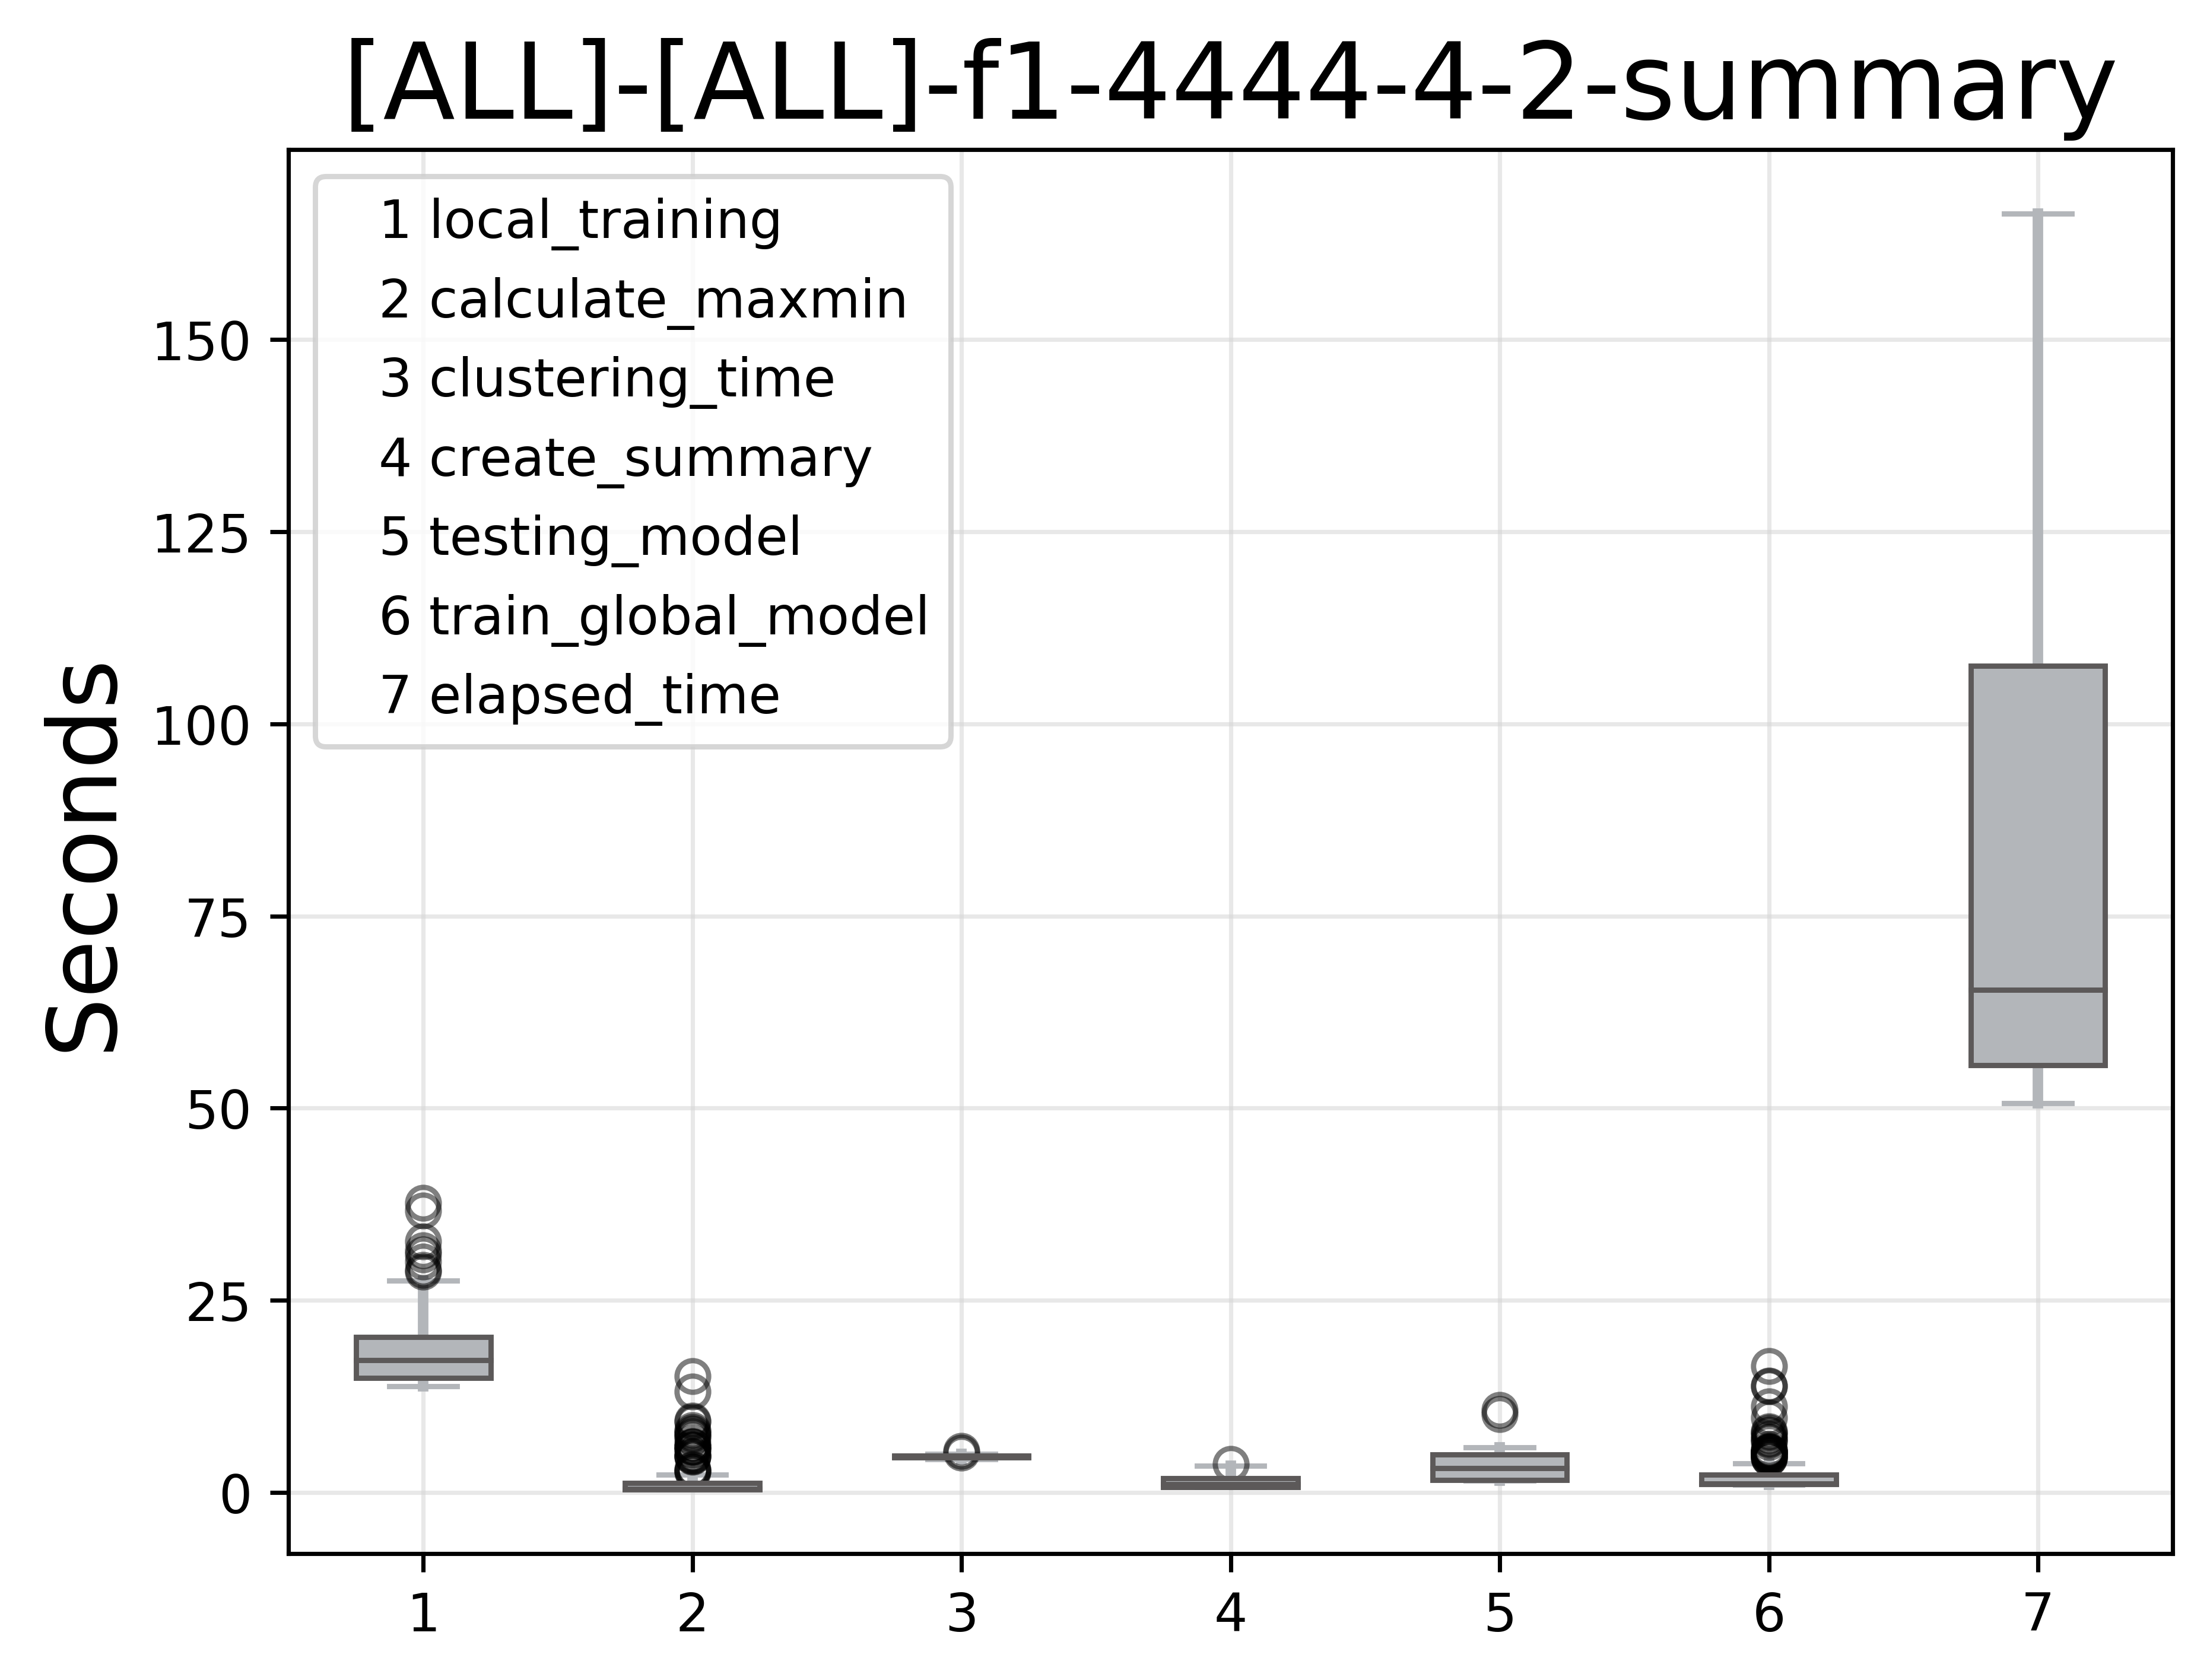 [ALL]-[ALL]-f1-4444-4-2-summary
1 local_training
2 calculate_maxmin
3 clustering_time
4 create_summary
5 testing_model
6 train_global_model
7 elapsed_time
Seconds
150
125
100
75
50
25
0
1 2 3 4 5 6 7